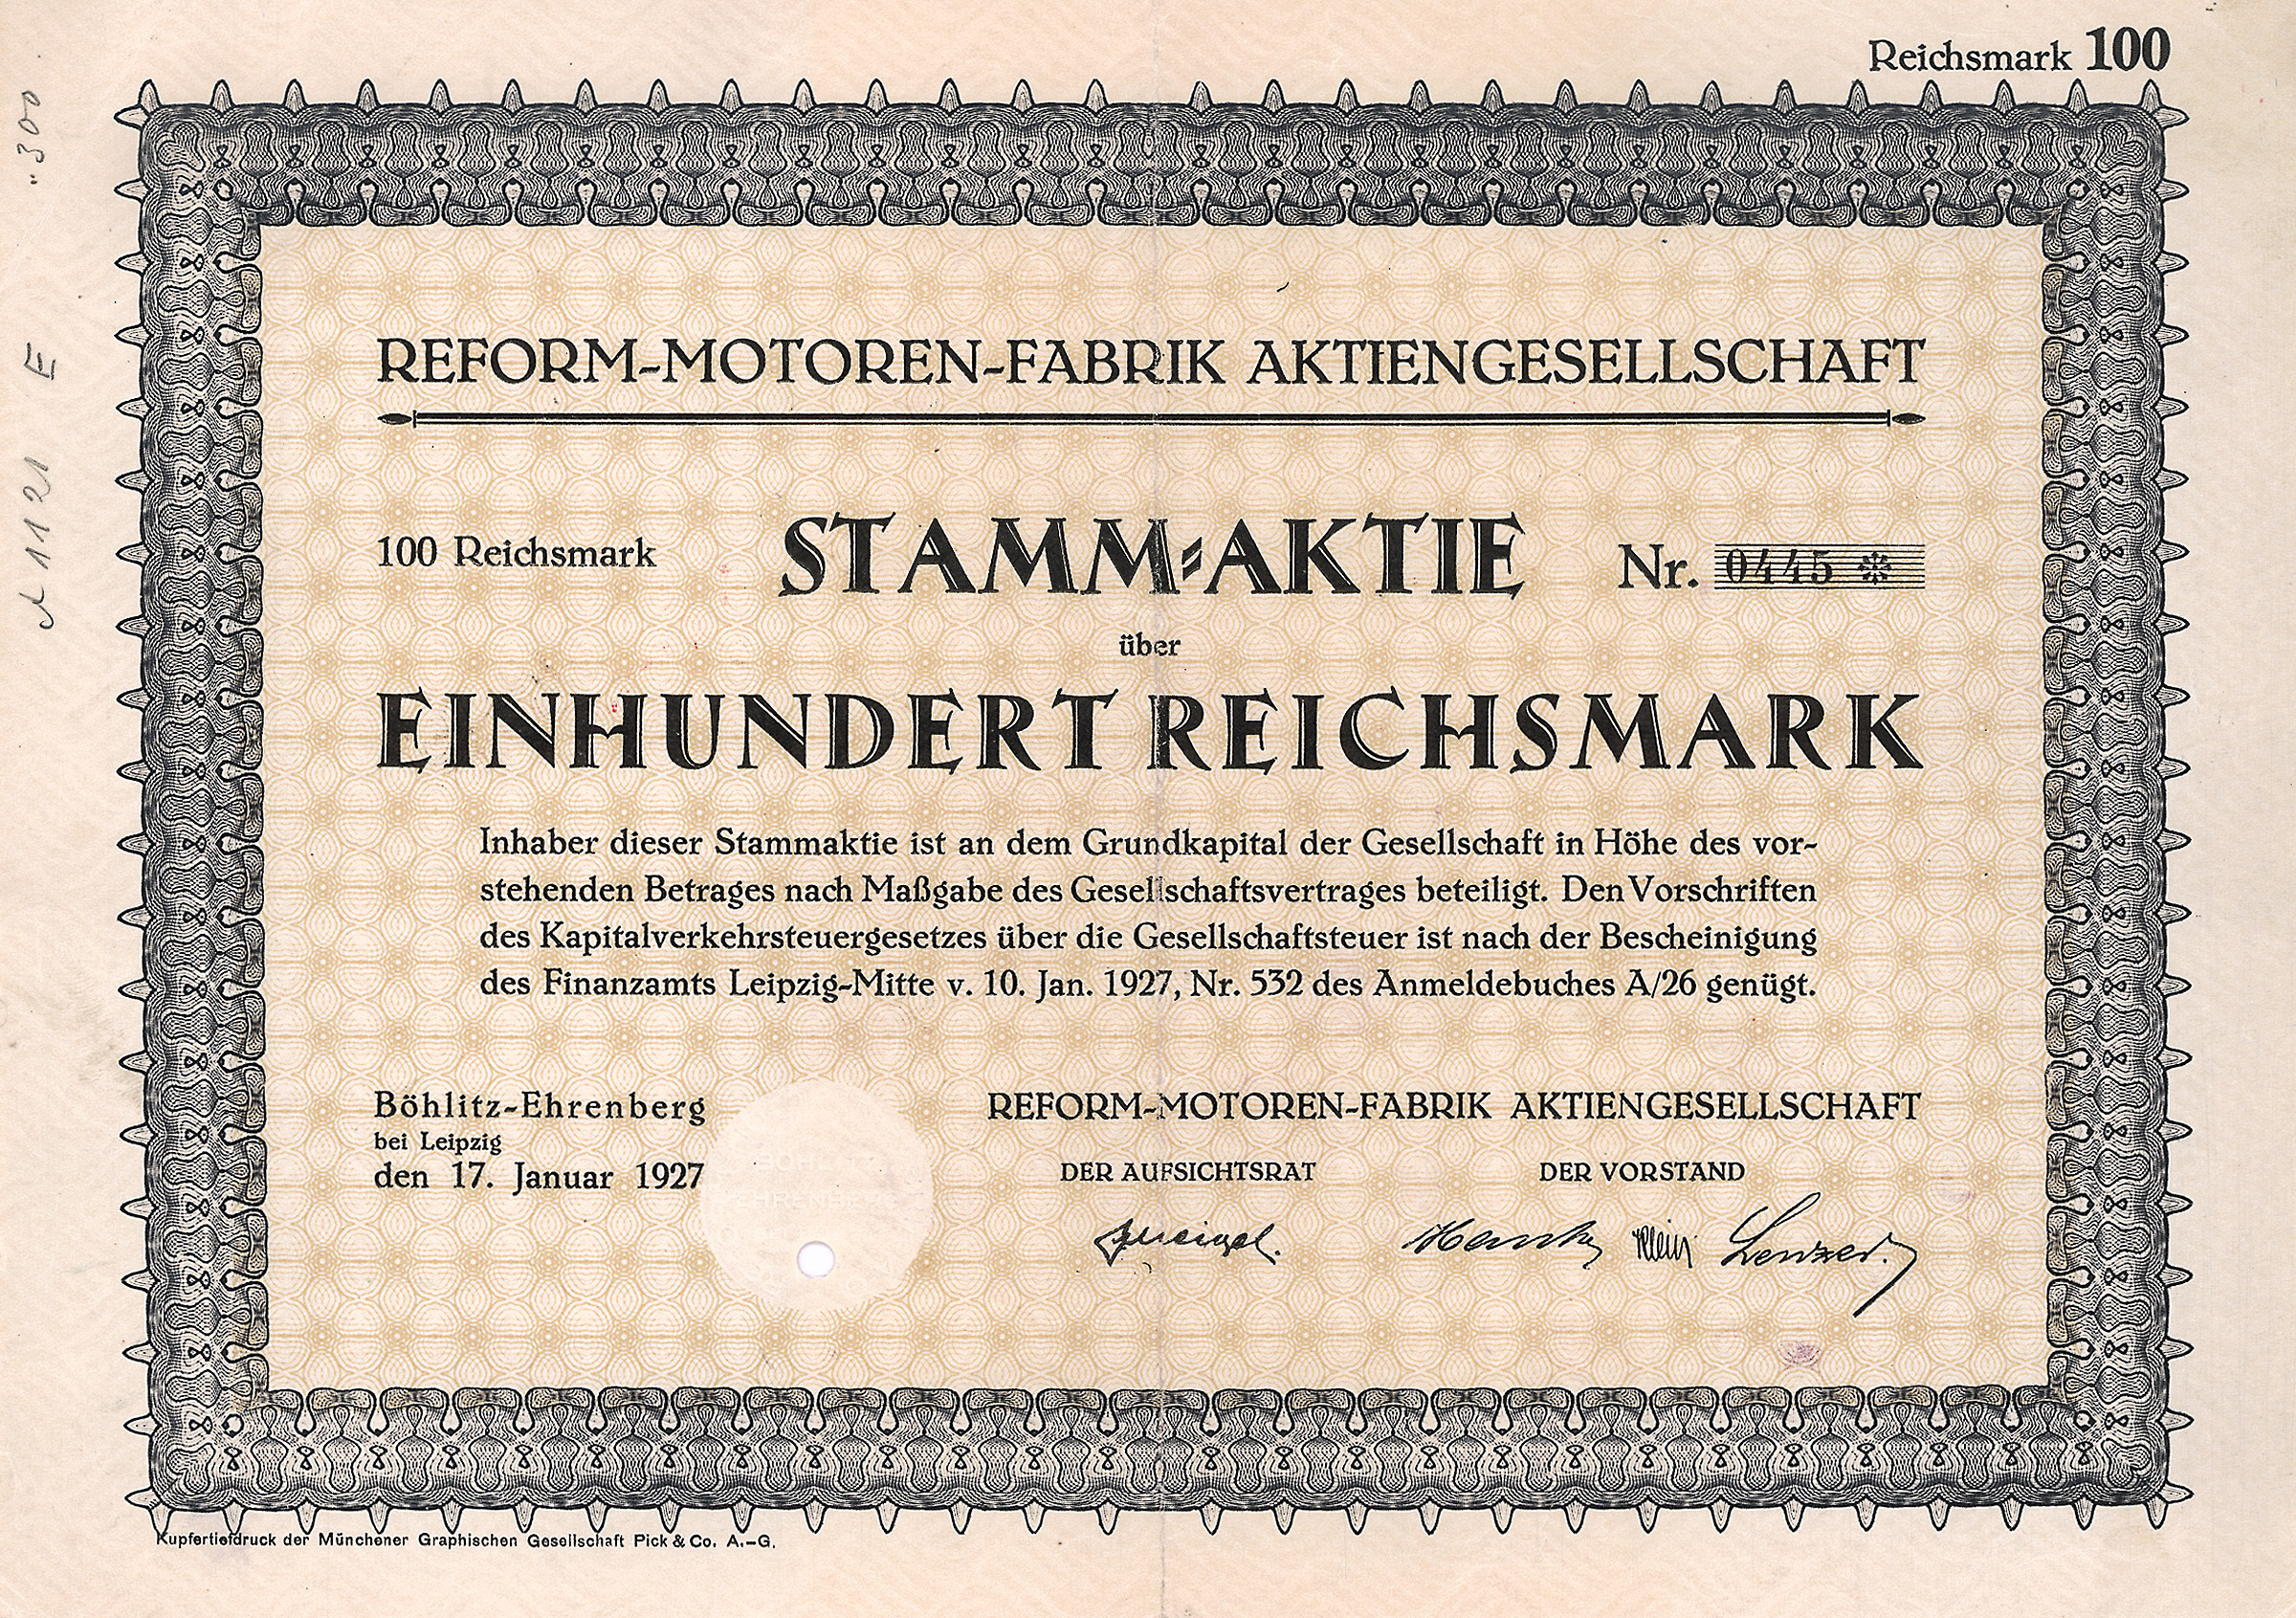 Reichsmark 100
REFORM-MOTOREN-FABRIK AKTIENGESELLSCHAFT
100 Reichsmark STAMM-AKTIE Nr. 0445 *
über
EINHUNDERT REICHSMARK
Inhaber dieser Stammaktie ist an dem Grundkapital der Gesellschaft in Höhe des vor-
stehenden Betrages nach Maßgabe des Gesellschaftsvertrages beteiligt. Den Vorschriften
des Kapitalverkehrsteuergesetzes über die Gesellschaftsteuer ist nach der Bescheinigung
des Finanzamts Leipzig-Mitte v. 10. Jan. 1927, Nr. 532 des Anmeldebuches A/26 genügt.
Böhlitz-Ehrenberg
bei Leipzig
den 17. Januar 1927
REFORM-MOTOREN-FABRIK AKTIENGESELLSCHAFT
DER AUFSICHTSRAT DER VORSTAND
Klein Lenzer.
Kupfertiefdruck der Münchener Graphischen Gesellschaft Pick & Co. A.-G.
1121 E 300